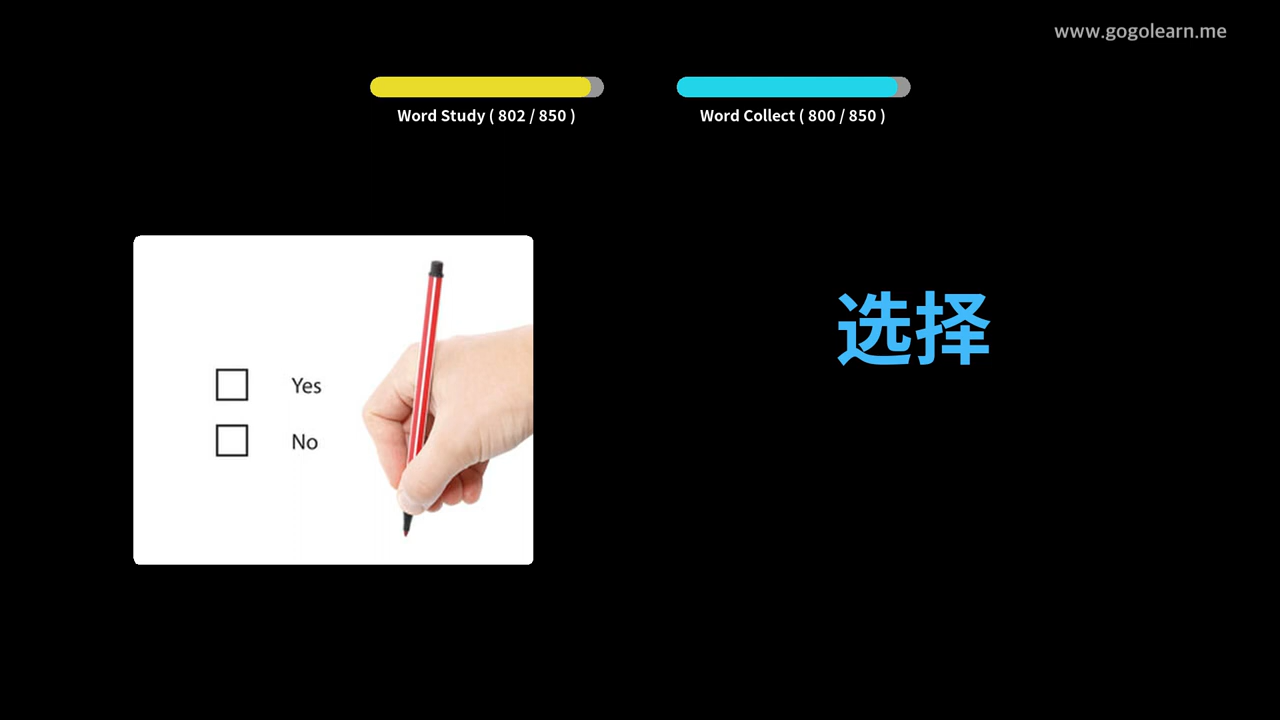 www.gogolearn.me
Word Study ( 802 / 850 )
Word Collect ( 800 / 850 )
选择
Yes
No